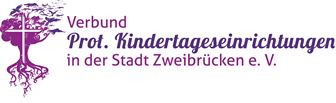 Verbund
Prot. Kindertageseinrichtungen
in der Stadt Zweibrücken e. V.